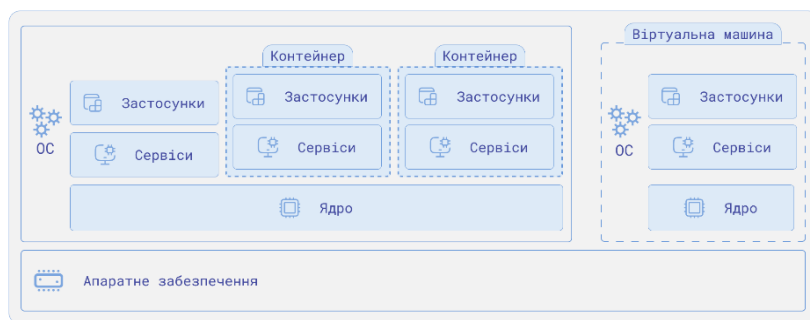 Віртуальна машина
Контейнер
Контейнер
ОС
Застосунки
Сервіси
Застосунки
Сервіси
Застосунки
Сервіси
Ядро
ОС
Застосунки
Сервіси
Ядро
Апаратне забезпечення